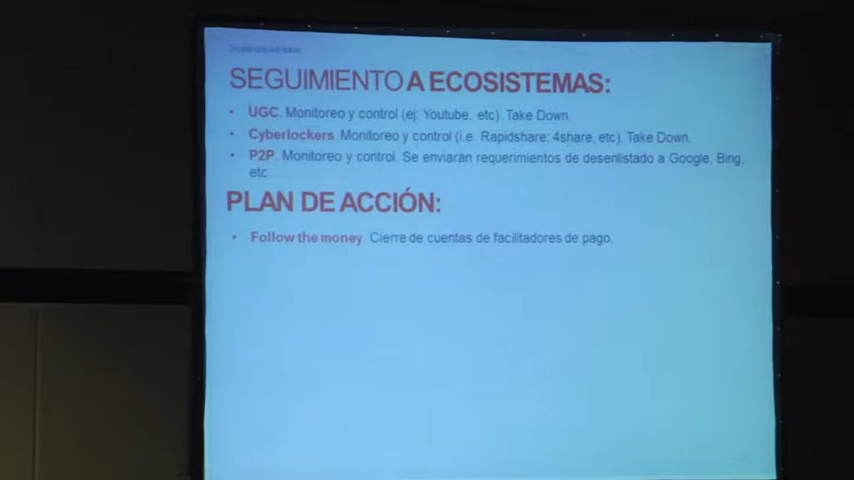 SEGUIMIENTO A ECOSISTEMAS:
• UGC. Monitoreo y control (ej: Youtube, etc). Take Down.
• Cyberlockers. Monitoreo y control (i.e. Rapidshare; 4share, etc). Take Down.
• P2P. Monitoreo y control. Se enviarán requerimientos de desenlistado a Google, Bing,
etc.
PLAN DE ACCIÓN:
• Follow the money. Cierre de cuentas de facilitadores de pago.